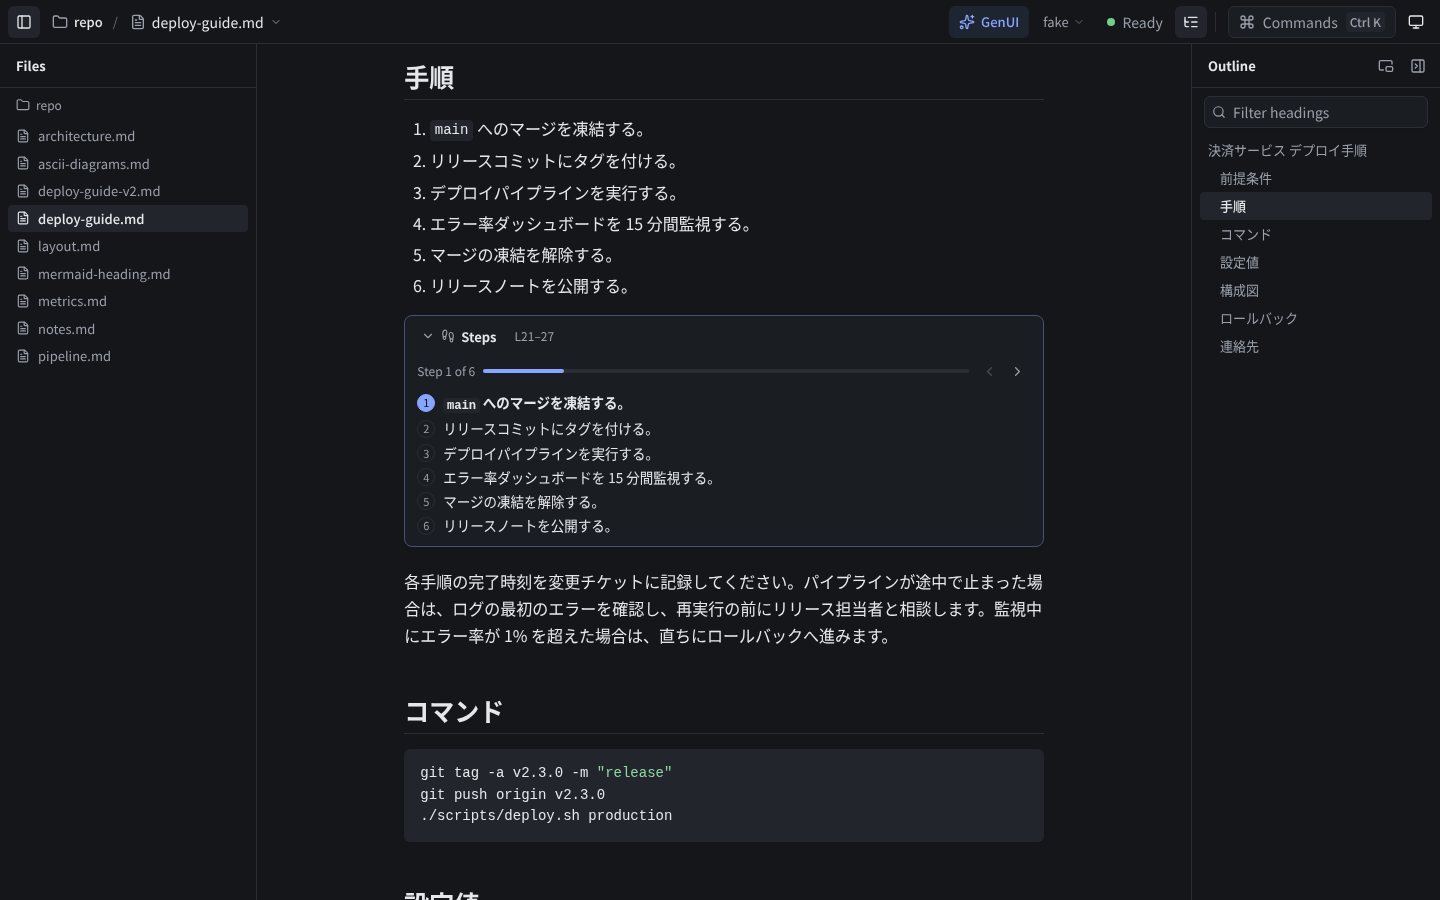 repo / deploy-guide.md
GenUI
fake
Ready
Commands Ctrl K
Files
repo
architecture.md
ascii-diagrams.md
deploy-guide-v2.md
deploy-guide.md
layout.md
mermaid-heading.md
metrics.md
notes.md
pipeline.md
手順
1. main へのマージを凍結する。
2. リリースコミットにタグを付ける。
3. デプロイパイプラインを実行する。
4. エラー率ダッシュボードを 15 分間監視する。
5. マージの凍結を解除する。
6. リリースノートを公開する。
Steps L21–27
Step 1 of 6
1 main へのマージを凍結する。
2 リリースコミットにタグを付ける。
3 デプロイパイプラインを実行する。
4 エラー率ダッシュボードを 15 分間監視する。
5 マージの凍結を解除する。
6 リリースノートを公開する。
各手順の完了時刻を変更チケットに記録してください。パイプラインが途中で止まった場
合は、ログの最初のエラーを確認し、再実行の前にリリース担当者と相談します。監視中
にエラー率が 1% を超えた場合は、直ちにロールバックへ進みます。
コマンド
git tag -a v2.3.0 -m "release"
git push origin v2.3.0
./scripts/deploy.sh production
設定値
Outline
Filter headings
決済サービス デプロイ手順
前提条件
手順
コマンド
設定値
構成図
ロールバック
連絡先